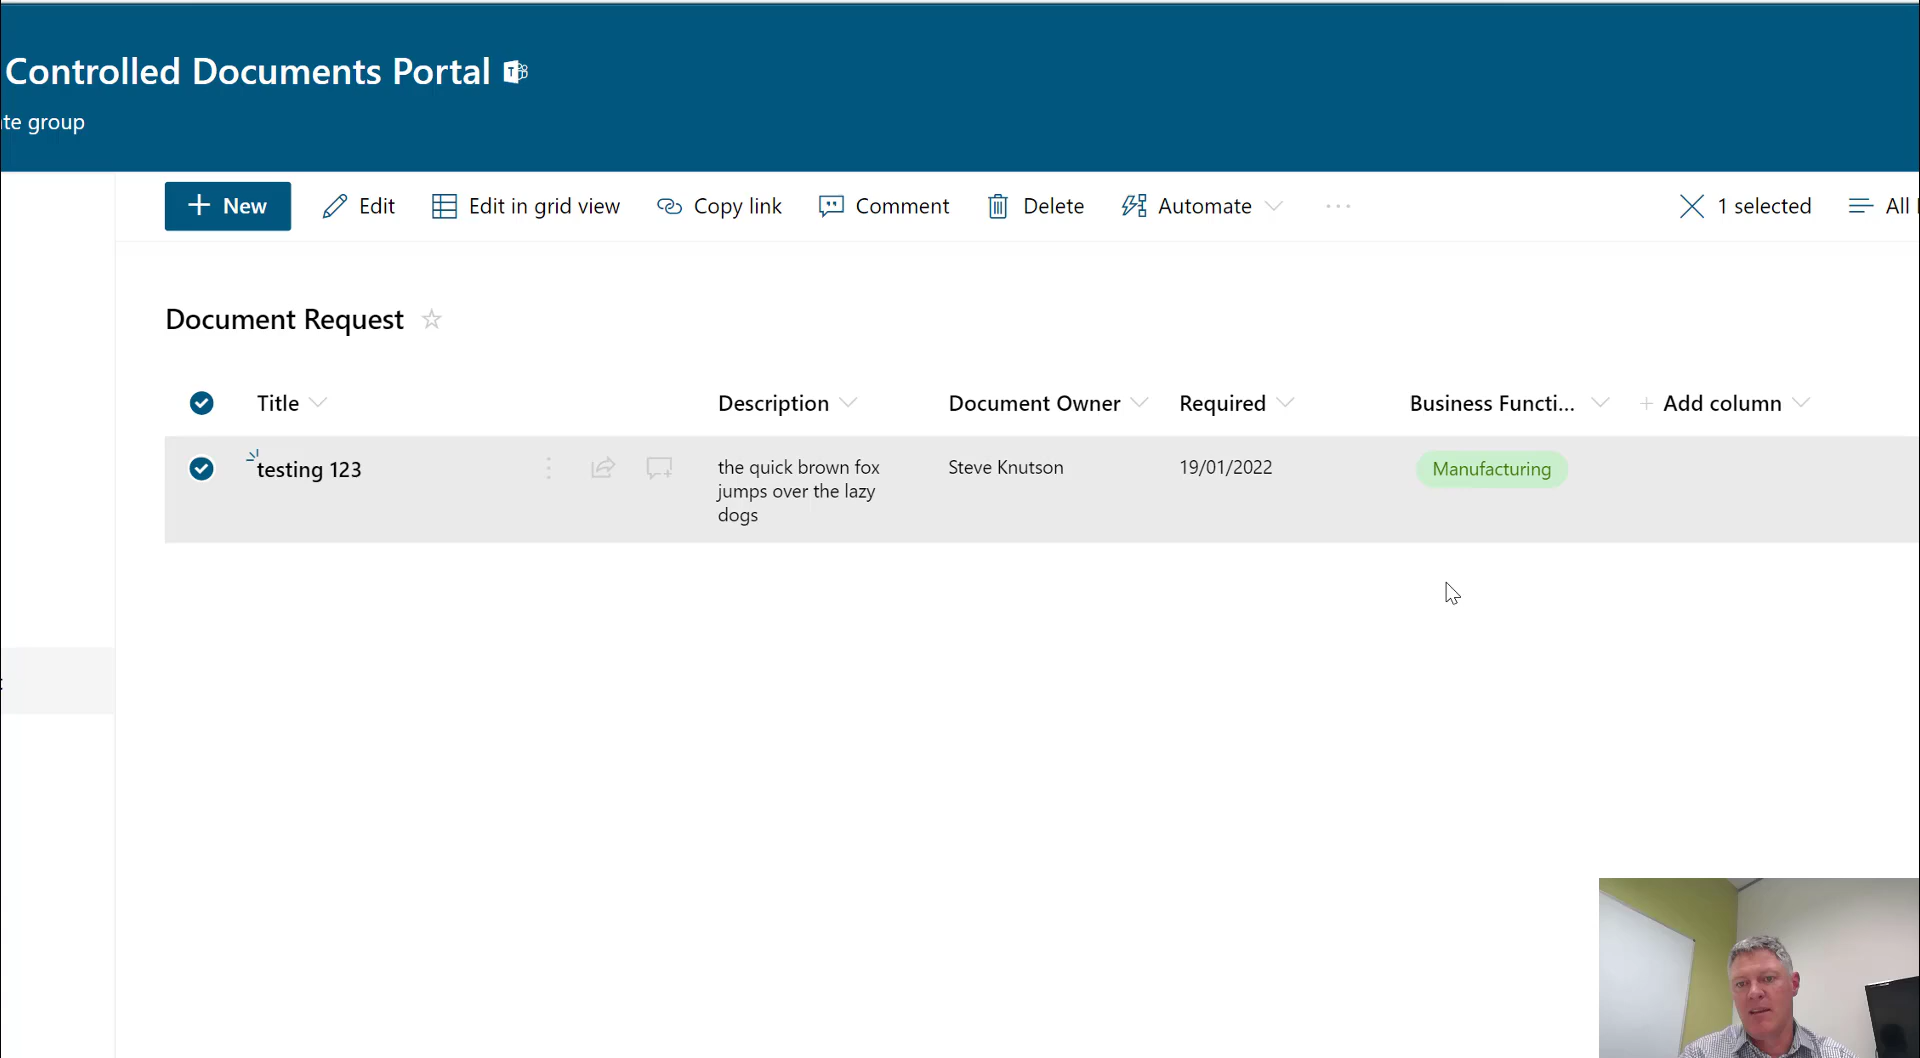 Controlled Documents Portal
te group
New
Edit
Edit in grid view
Copy link
Comment
Delete
Automate
1 selected
All
Document Request
Title
Description
Document Owner
Required
Business Functi...
Add column
testing 123
the quick brown fox
jumps over the lazy
dogs
Steve Knutson
19/01/2022
Manufacturing